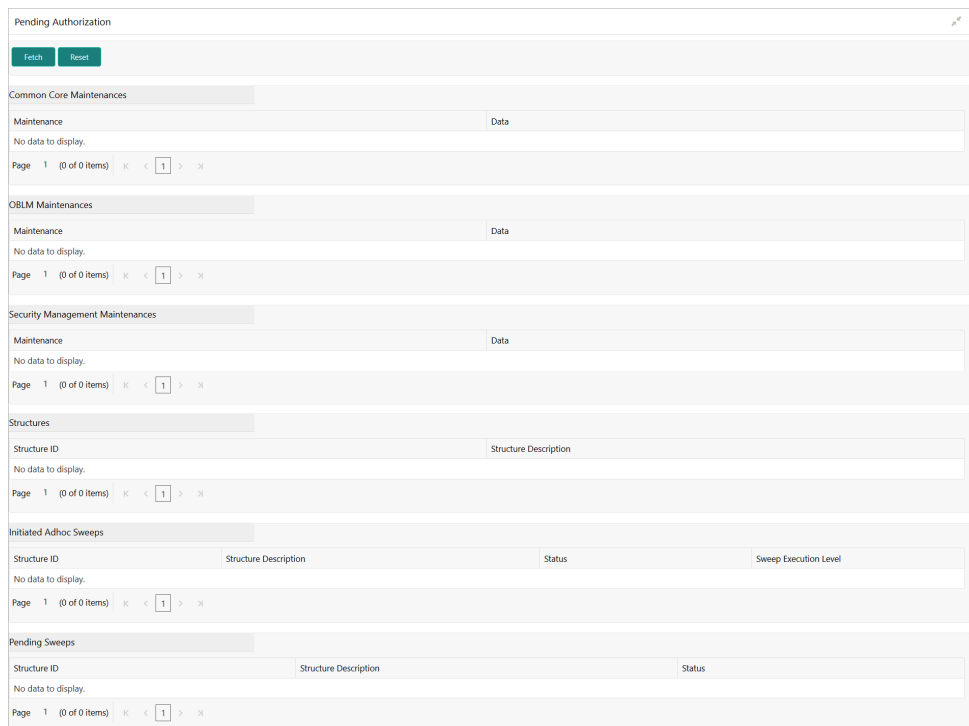 Pending Authorization
Fetch Reset
Common Core Maintenances
Maintenance Data
No data to display.
Page 1 (0 of 0 items) 1
OBLM Maintenances
Maintenance Data
No data to display.
Page 1 (0 of 0 items) 1
Security Management Maintenances
Maintenance Data
No data to display.
Page 1 (0 of 0 items) 1
Structures
Structure ID Structure Description
No data to display.
Page 1 (0 of 0 items) 1
Initiated Adhoc Sweeps
Structure ID Structure Description Status Sweep Execution Level
No data to display.
Page 1 (0 of 0 items) 1
Pending Sweeps
Structure ID Structure Description Status
No data to display.
Page 1 (0 of 0 items) 1